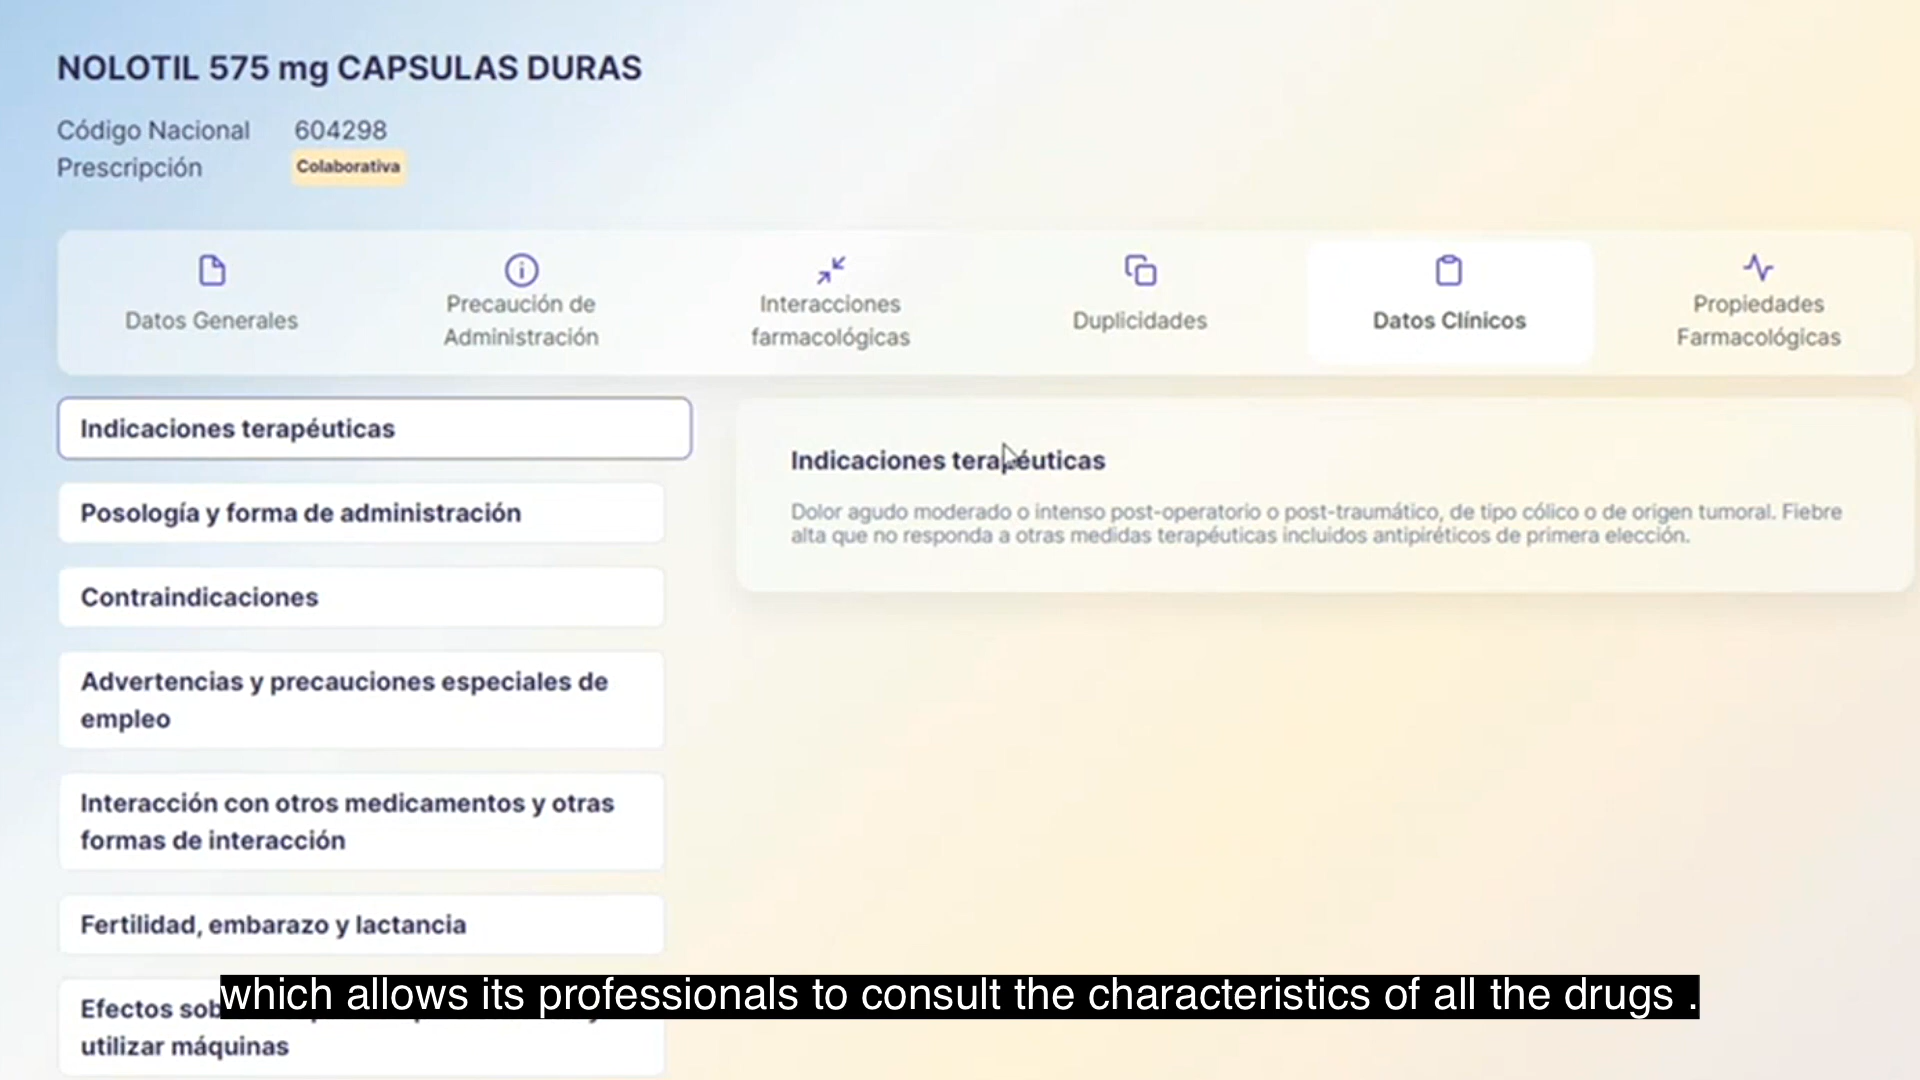 NOLOTIL 575 mg CAPSULAS DURAS
Código Nacional 604298
Prescripción Colaborativa
Datos Generales
Precaución de
Administración
Interacciones
farmacológicas
Duplicidades
Datos Clínicos
Propiedades
Farmacológicas
Indicaciones terapéuticas
Posología y forma de administración
Contraindicaciones
Advertencias y precauciones especiales de
empleo
Interacción con otros medicamentos y otras
formas de interacción
Fertilidad, embarazo y lactancia
Efectos
utilizar máquinas
Indicaciones terapéuticas
Dolor agudo moderado o intenso post-operatorio o post-traumático, de tipo cólico o de origen tumoral. Fiebre
alta que no responda a otras medidas terapéuticas incluidos antipiréticos de primera elección.
which allows its professionals to consult the characteristics of all the drugs .